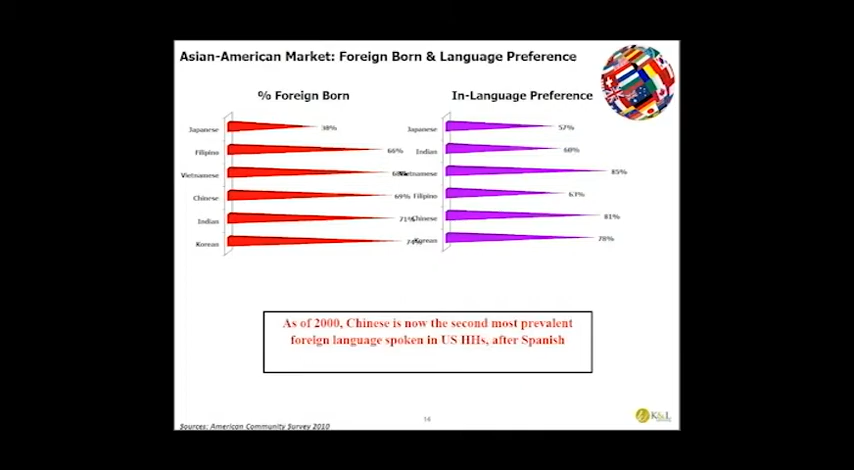 Asian-American Market: Foreign Born & Language Preference
% Foreign Born
Japanese 38%
Filipino 66%
Vietnamese
Chinese 69%
Indian 71%
Korean
In-Language Preference
Japanese 57%
Indian 60%
Vietnamese 85%
Filipino 63%
Chinese 81%
Korean 78%
As of 2000, Chinese is now the second most prevalent
foreign language spoken in US HHs, after Spanish
14
K&L
Sources: American Community Survey 2010